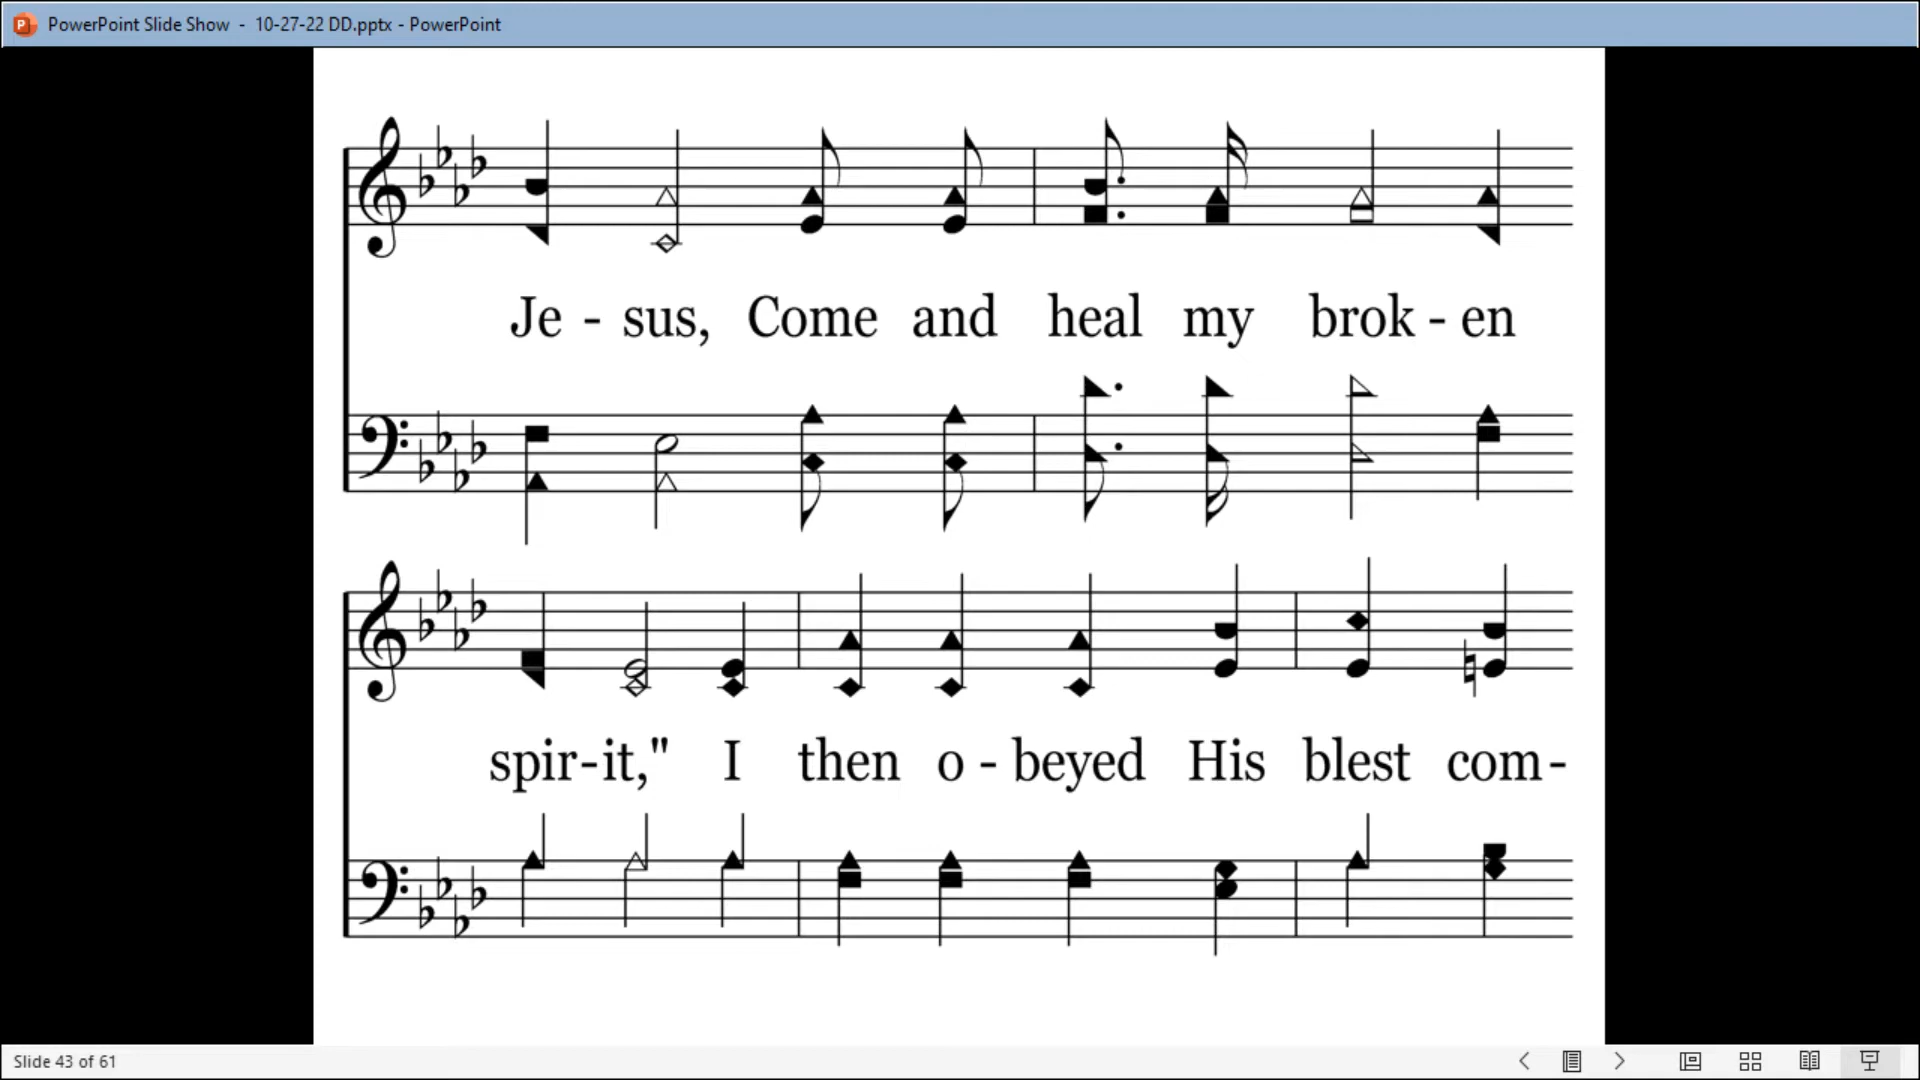 PowerPoint Slide Show - 10-27-22 DD.pptx - PowerPoint
Je - sus, Come and heal my brok - en
spir-it," I then o - beyed His blest com-
Slide 43 of 61